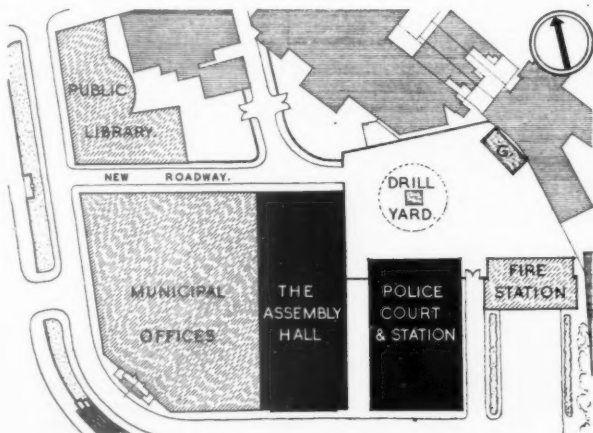 PUBLIC
LIBRARY.
NEW ROADWAY.
G
DRILL
YARD.
MUNICIPAL
OFFICES
THE
ASSEMBLY
HALL
POLICE
COURT
& STATION
FIRE
STATION